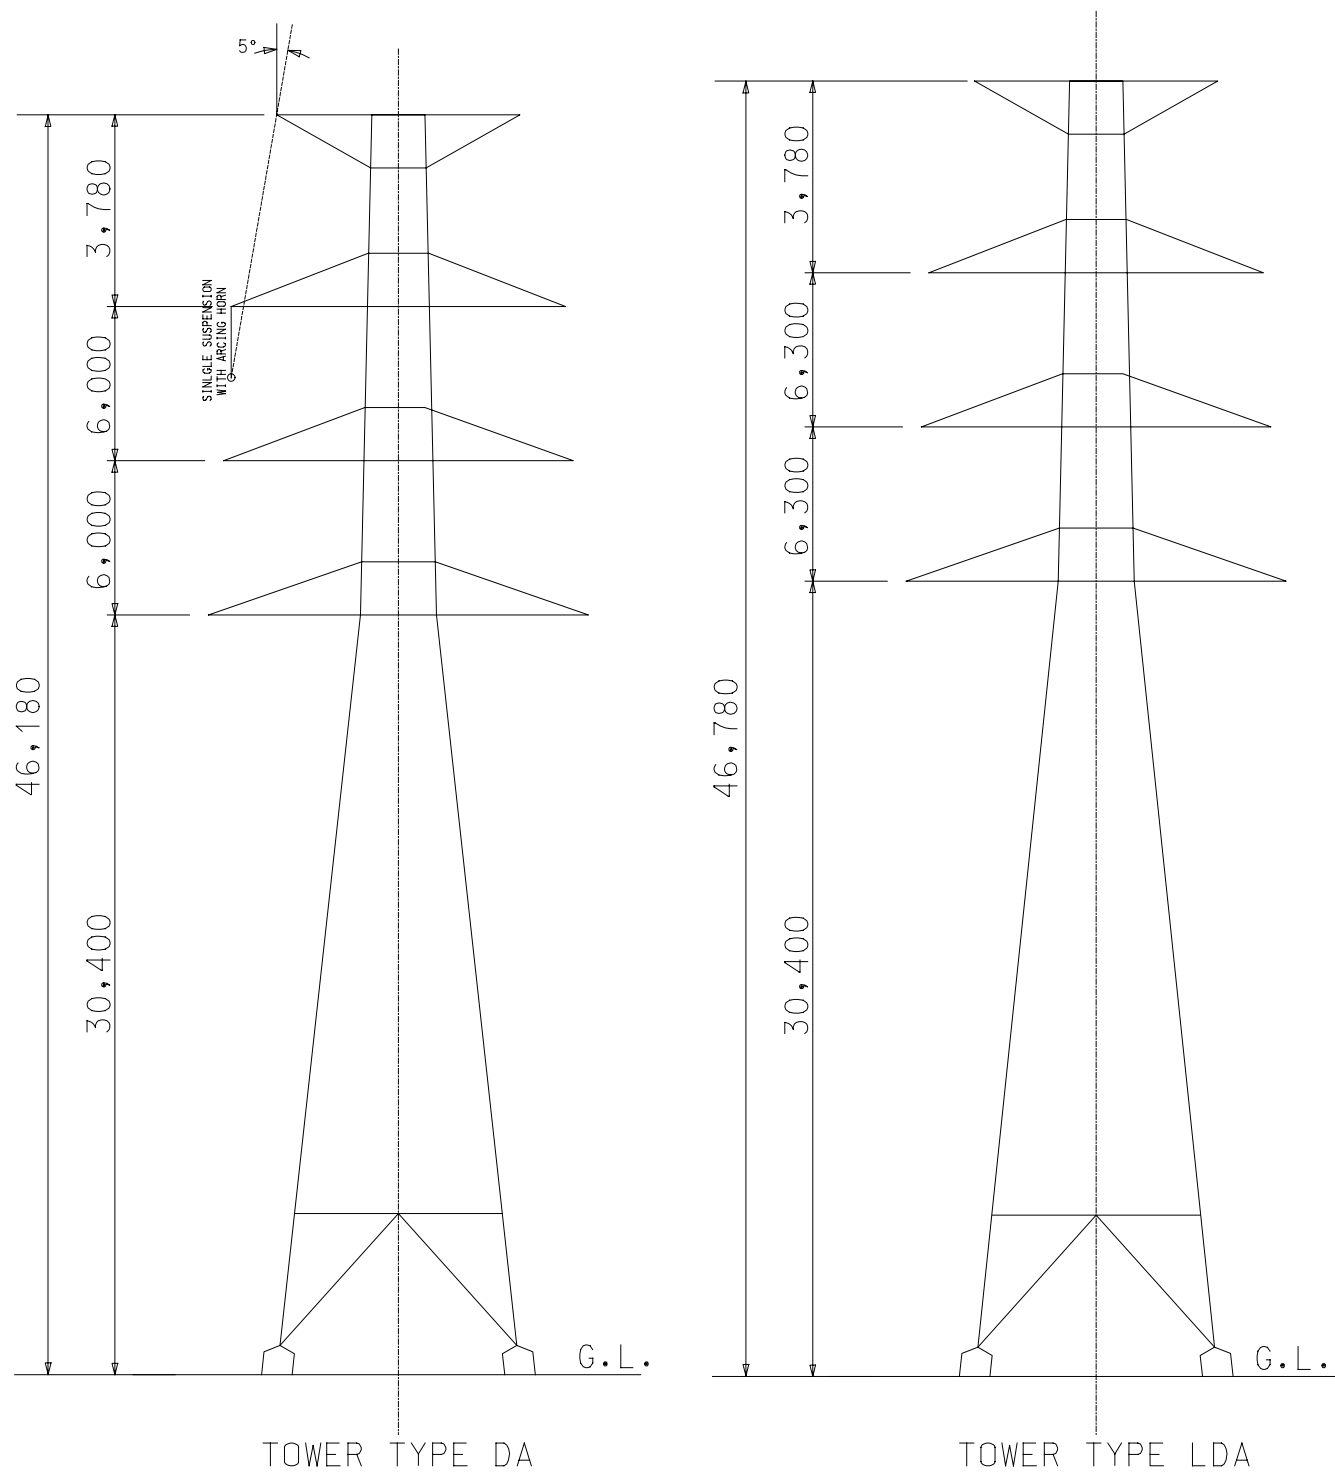 5°
3,780
SINLGLE SUSPENSION
WITH ARCING HORN
6,000
6,000
46,180
30,400
G.L.
TOWER TYPE DA
3,780
6,300
6,300
46,780
30,400
G.L.
TOWER TYPE LDA